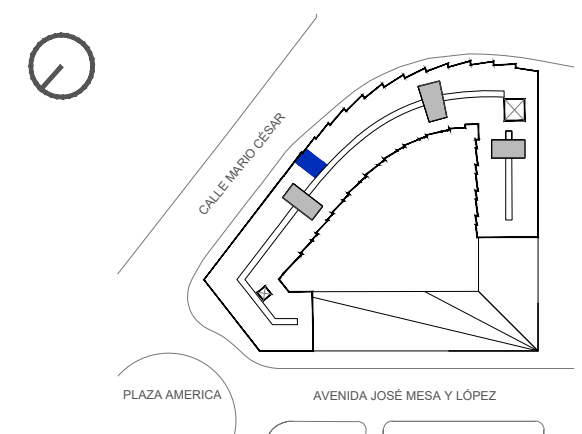 CALLE MARIO CÉSAR
PLAZA AMERICA
AVENIDA JOSÉ MESA Y LÓPEZ